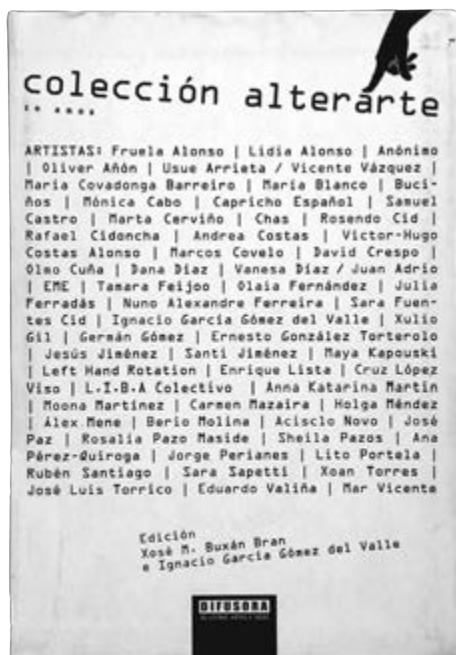 colección alterarte
ARTISTAS: Fruela Alonso | Lidia Alonso | Anónimo
| Oliver Añón | Usue Arrieta / Vicente Vázquez |
María Covadonga Barreiro | María Blanco | Buci-
ños | Mónica Cabo | Capricho Español | Samuel
Castro | Marta Cerviño | Chas | Rosendo Cid |
Rafael Cidoncha | Andrea Costas | Víctor-Hugo
Costas Alonso | Marcos Covelo | David Crespo |
Olmo Cuña | Dana Díaz | Vanesa Díaz / Juan Adrio
| EME | Tamara Feijoo | Olaia Fernández | Julia
Ferradás | Nuno Alexandre Ferreira | Sara Fuen-
tes Cid | Ignacio García Gómez del Valle | Xulio
Gil | Germán Gómez | Ernesto González Torterolo
| Jesús Jiménez | Santi Jiménez | Maya Kapouski
| Left Hand Rotation | Enrique Lista | Cruz López
Viso | L.I.B.A Colectivo | Anna Katarina Martin
| Moona Martínez | Carmen Mazaira | Holga Méndez
| Álex Mene | Berio Molina | Acisclo Novo | José
Paz | Rosalía Pazo Maside | Sheila Pazos | Ana
Pérez-Quiroga | Jorge Perianes | Lito Portela |
Rubén Santiago | Sara Sapetti | Xoan Torres |
José Luis Torrico | Eduardo Valiña | Mar Vicente
Edición
Xosé M. Buxán Bran
e Ignacio García Gómez del Valle
DIFUSORA